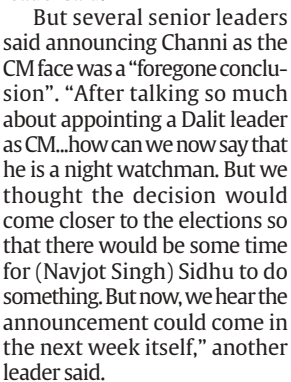 But several senior leaders
said announcing Channi as the
CM face was a “foregone conclu-
sion”. “After talking so much
about appointing a Dalit leader
as CM...how can we now say that
he is a night watchman. But we
thought the decision would
come closer to the elections so
that there would be some time
for (Navjot Singh) Sidhu to do
something. But now, we hear the
announcement could come in
the next week itself,” another
leader said.